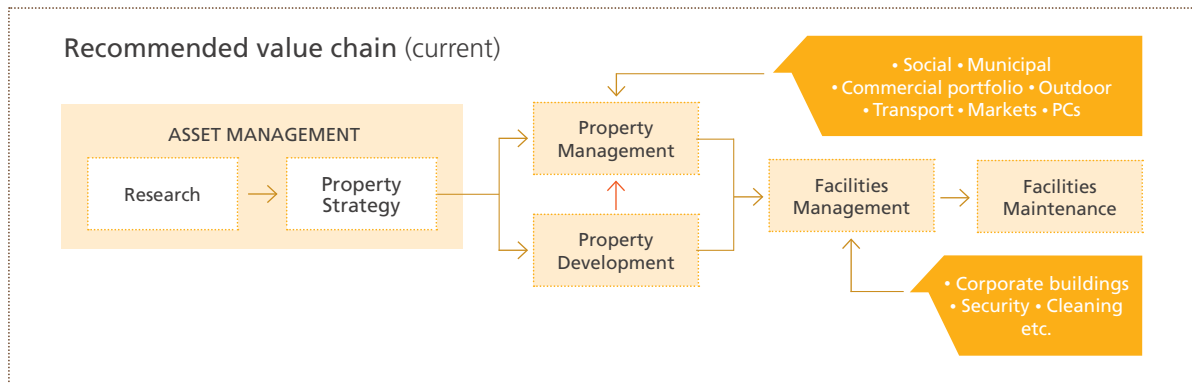 Recommended value chain (current)
• Social • Municipal
• Commercial portfolio • Outdoor
• Transport • Markets • PCs
ASSET MANAGEMENT
Research
Property
Strategy
Property
Management
Property
Development
Facilities
Management
Facilities
Maintenance
• Corporate buildings
• Security • Cleaning
etc.